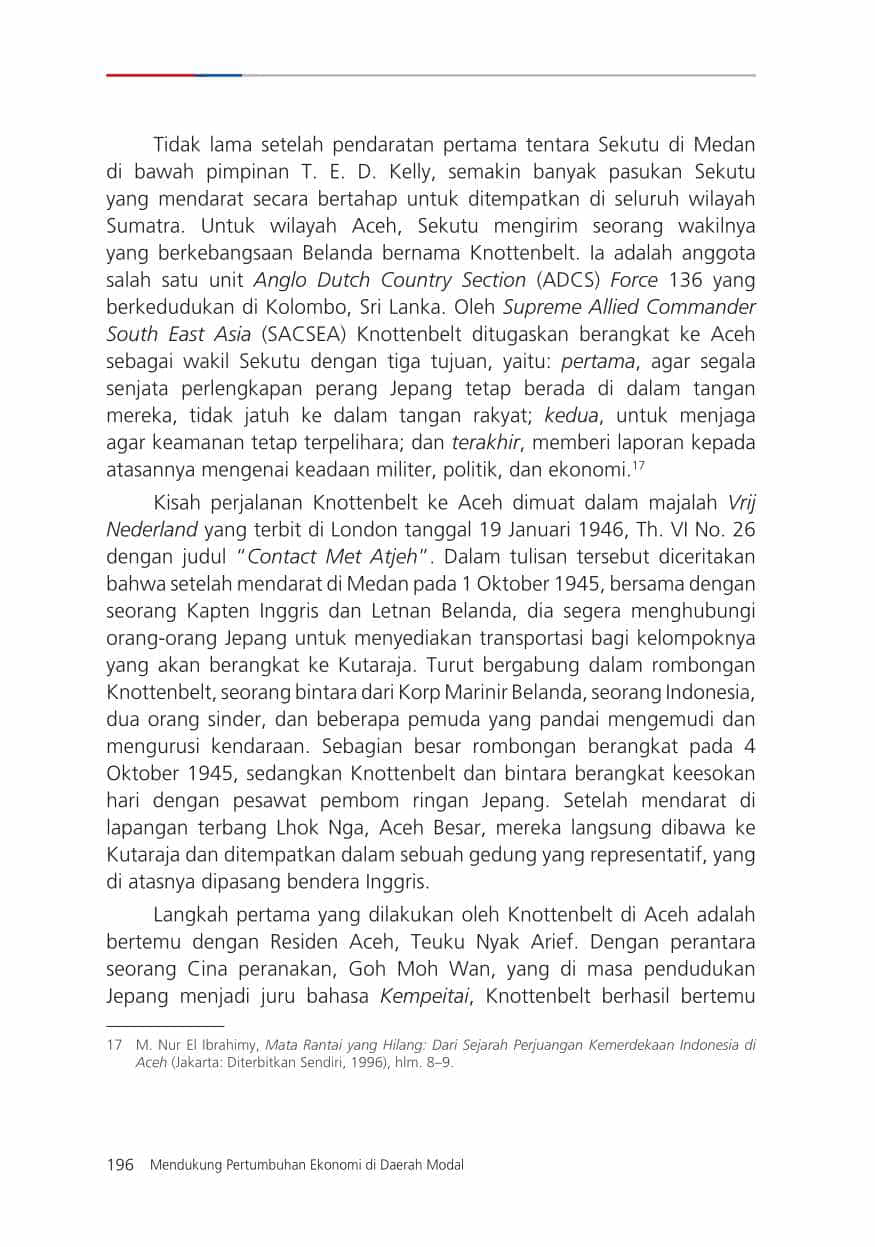 Tidak lama setelah pendaratan pertama tentara Sekutu di Medan
di bawah pimpinan T. E. D. Kelly, semakin banyak pasukan Sekutu
yang mendarat secara bertahap untuk ditempatkan di seluruh wilayah
Sumatra. Untuk wilayah Aceh, Sekutu mengirim seorang wakilnya
yang berkebangsaan Belanda bernama Knottenbelt. Ia adalah anggota
salah satu unit Anglo Dutch Country Section (ADCS) Force 136 yang
berkedudukan di Kolombo, Sri Lanka. Oleh Supreme Allied Commander
South East Asia (SACSEA) Knottenbelt ditugaskan berangkat ke Aceh
sebagai wakil Sekutu dengan tiga tujuan, yaitu: pertama, agar segala
senjata perlengkapan perang Jepang tetap berada di dalam tangan
mereka, tidak jatuh ke dalam tangan rakyat; kedua, untuk menjaga
agar keamanan tetap terpelihara; dan terakhir, memberi laporan kepada
atasannya mengenai keadaan militer, politik, dan ekonomi.17
Kisah perjalanan Knottenbelt ke Aceh dimuat dalam majalah Vrij
Nederland yang terbit di London tanggal 19 Januari 1946, Th. VI No. 26
dengan judul “Contact Met Atjeh”. Dalam tulisan tersebut diceritakan
bahwa setelah mendarat di Medan pada 1 Oktober 1945, bersama dengan
seorang Kapten Inggris dan Letnan Belanda, dia segera menghubungi
orang-orang Jepang untuk menyediakan transportasi bagi kelompoknya
yang akan berangkat ke Kutaraja. Turut bergabung dalam rombongan
Knottenbelt, seorang bintara dari Korp Marinir Belanda, seorang Indonesia,
dua orang sinder, dan beberapa pemuda yang pandai mengemudi dan
mengurusi kendaraan. Sebagian besar rombongan berangkat pada 4
Oktober 1945, sedangkan Knottenbelt dan bintara berangkat keesokan
hari dengan pesawat pembom ringan Jepang. Setelah mendarat di
lapangan terbang Lhok Nga, Aceh Besar, mereka langsung dibawa ke
Kutaraja dan ditempatkan dalam sebuah gedung yang representatif, yang
di atasnya dipasang bendera Inggris.
Langkah pertama yang dilakukan oleh Knottenbelt di Aceh adalah
bertemu dengan Residen Aceh, Teuku Nyak Arief. Dengan perantara
seorang Cina peranakan, Goh Moh Wan, yang di masa pendudukan
Jepang menjadi juru bahasa Kempeitai, Knottenbelt berhasil bertemu
17 M. Nur El Ibrahimy, Mata Rantai yang Hilang: Dari Sejarah Perjuangan Kemerdekaan Indonesia di
Aceh (Jakarta: Diterbitkan Sendiri, 1996), hlm. 8–9.
196 Mendukung Pertumbuhan Ekonomi di Daerah Modal